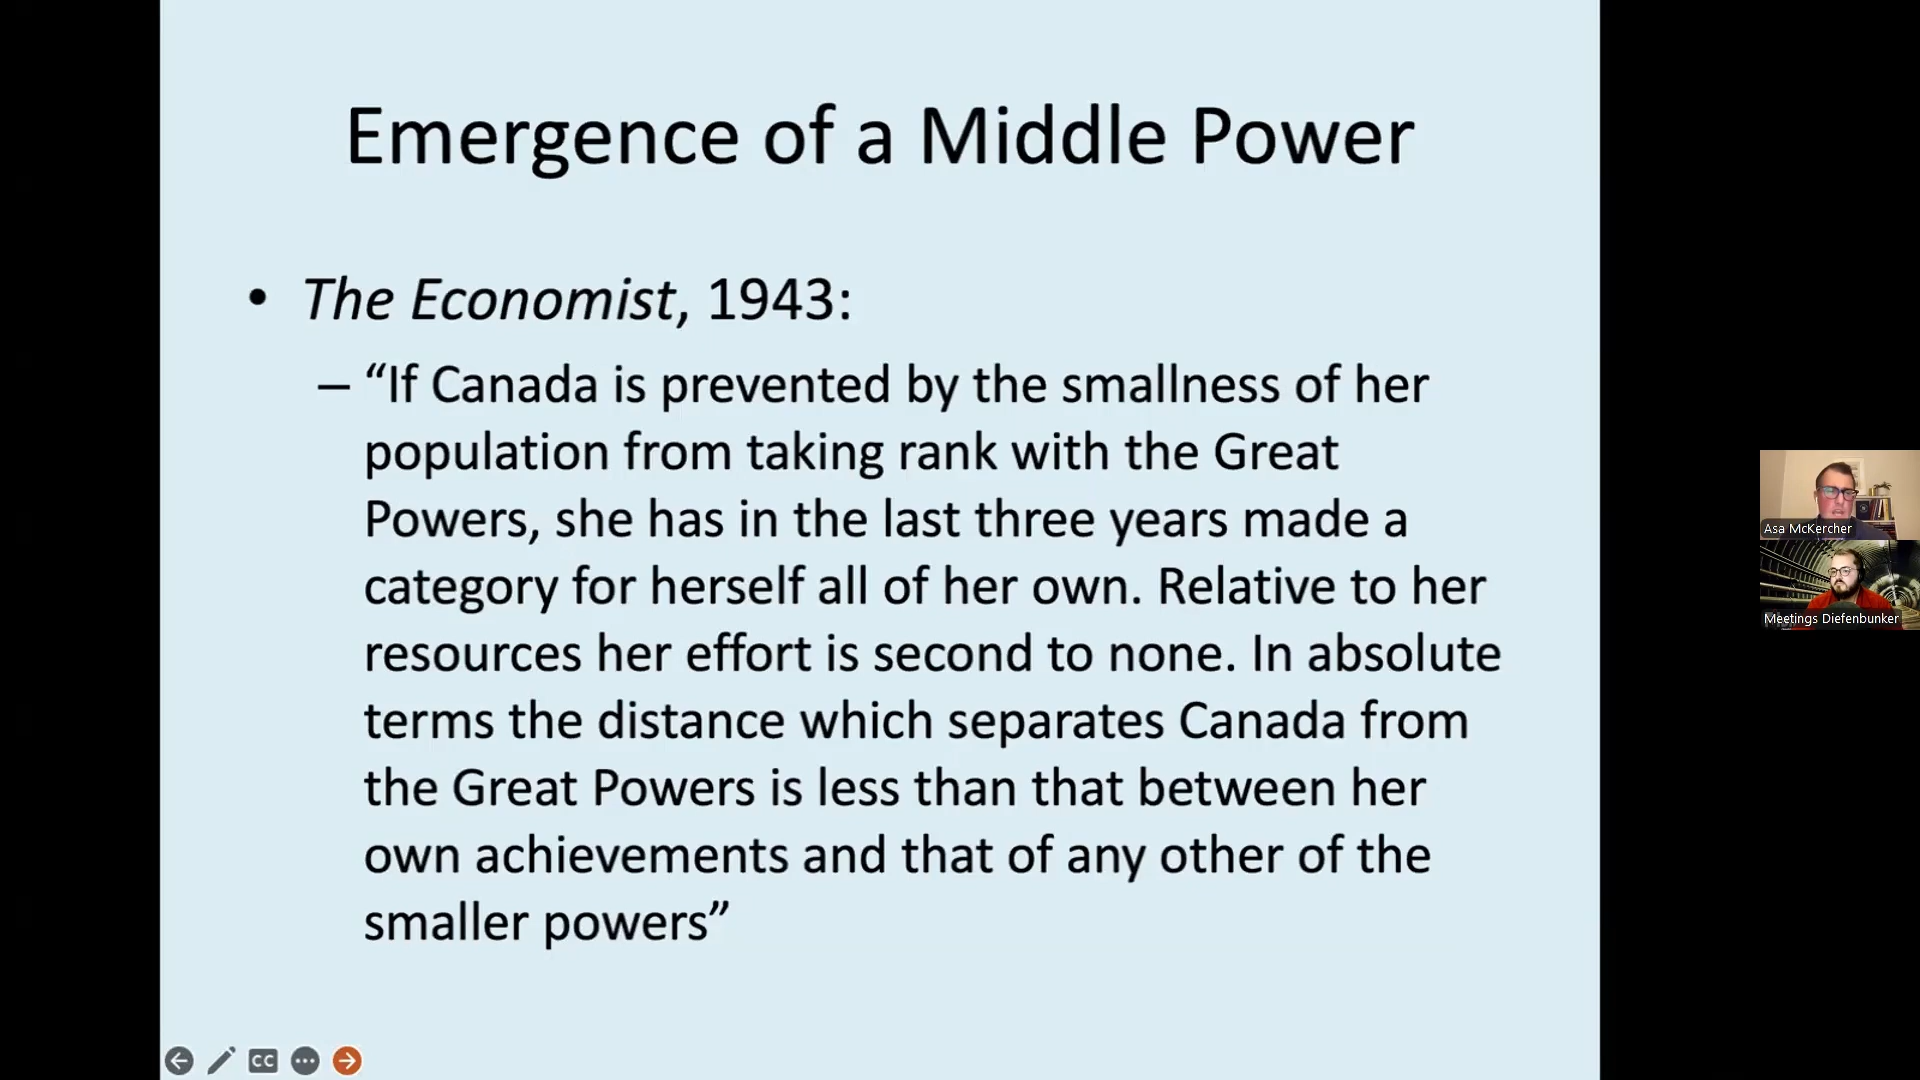 Emergence of a Middle Power
• The Economist, 1943:
– “If Canada is prevented by the smallness of her
population from taking rank with the Great
Powers, she has in the last three years made a
category for herself all of her own. Relative to her
resources her effort is second to none. In absolute
terms the distance which separates Canada from
the Great Powers is less than that between her
own achievements and that of any other of the
smaller powers”
Asa McKercher
Meetings Diefenbunker
CC